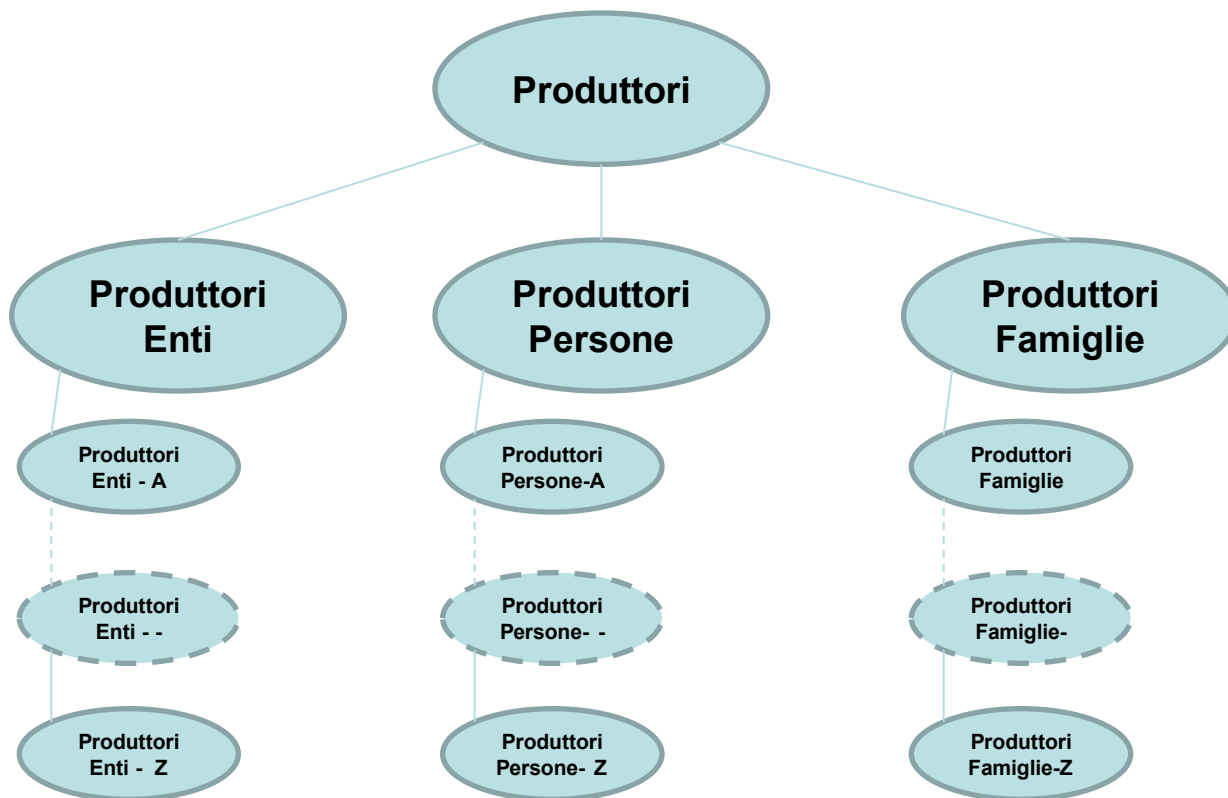 Produttori
Produttori
Enti
Produttori
Persone
Produttori
Famiglie
Produttori
Enti - A
Produttori
Persone-A
Produttori
Famiglie
Produttori
Enti - -
Produttori
Persone- -
Produttori
Famiglie-
Produttori
Enti - Z
Produttori
Persone- Z
Produttori
Famiglie-Z